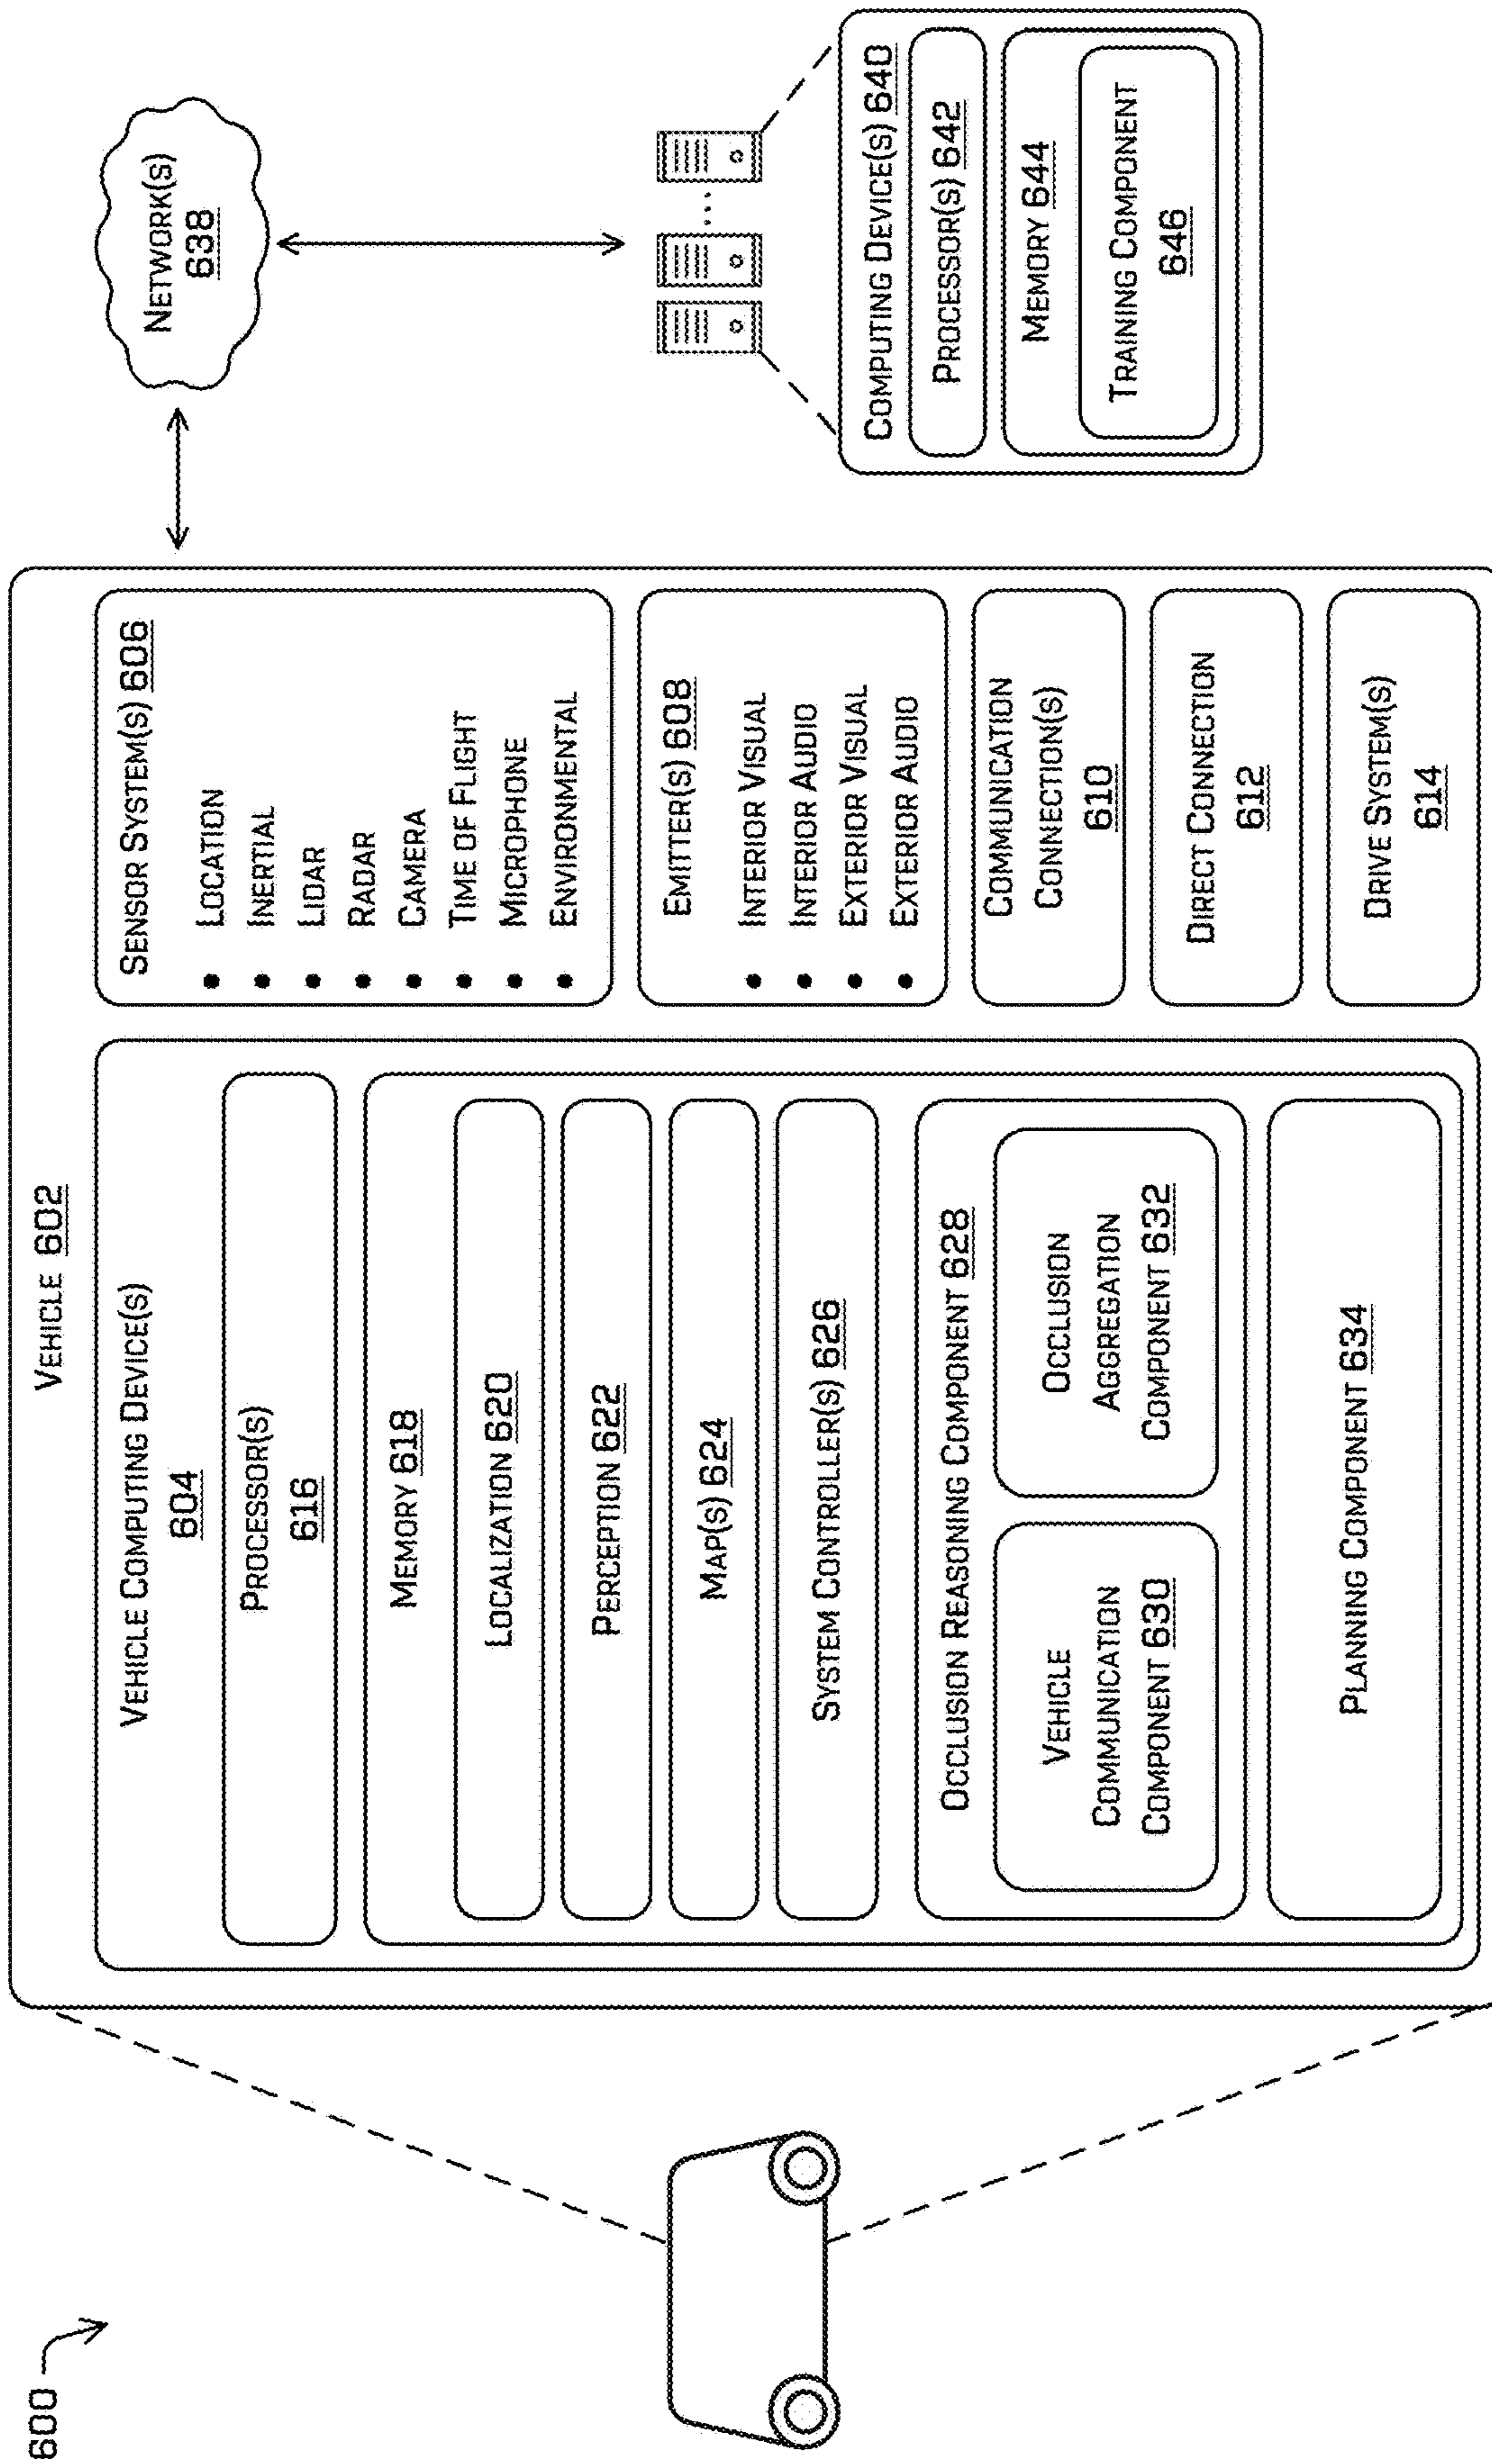 600
VEHICLE 602
VEHICLE COMPUTING DEVICE(S)
604
PROCESSOR(S)
616
MEMORY 618
LOCALIZATION 620
PERCEPTION 622
MAP(S) 624
SYSTEM CONTROLLER(S) 626
OCCLUSION REASONING COMPONENT 628
VEHICLE
COMMUNICATION
COMPONENT 630
OCCLUSION
AGGREGATION
COMPONENT 632
PLANNING COMPONENT 634
SENSOR SYSTEM(S) 606
• LOCATION
• INERTIAL
• LIDAR
• RADAR
• CAMERA
• TIME OF FLIGHT
• MICROPHONE
• ENVIRONMENTAL
EMITTER(S) 608
• INTERIOR VISUAL
• INTERIOR AUDIO
• EXTERIOR VISUAL
• EXTERIOR AUDIO
COMMUNICATION
CONNECTION(S)
610
DIRECT CONNECTION
612
DRIVE SYSTEM(S)
614
NETWORK(S)
638
COMPUTING DEVICE(S) 640
PROCESSOR(S) 642
MEMORY 644
TRAINING COMPONENT
646